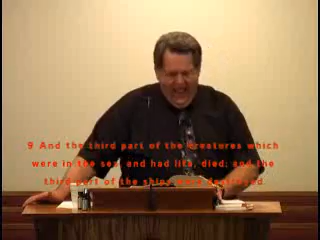 9 And the third part of the creatures which
were in the sea, and had life, died; and the
third part of the ships were destroyed.